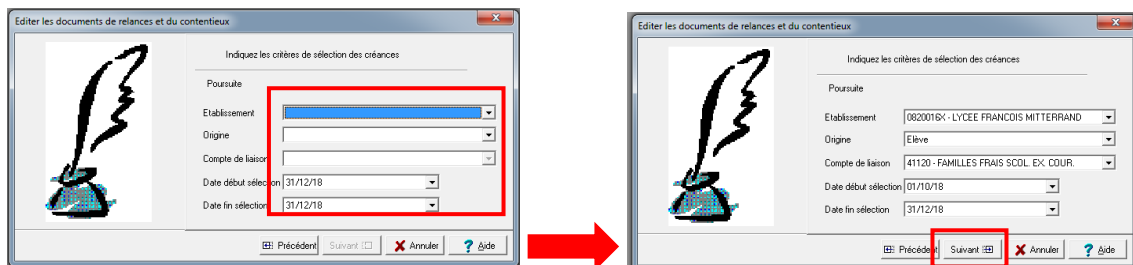 Editer les documents de relances et du contentieux
Indiquez les critères de sélection des créances
Poursuite
Etablissement
Origine
Compte de liaison
Date début sélection 31/12/18
Date fin sélection 31/12/18
Précédent Suivant Annuler ? Aide
Editer les documents de relances et du contentieux
Indiquez les critères de sélection des créances
Poursuite
Etablissement 0820016X - LYCEE FRANCOIS MITTERRAND
Origine Elève
Compte de liaison 41120 - FAMILLES FRAIS SCOL. EX. COUR.
Date début sélection 01/10/18
Date fin sélection 31/12/18
Précédent Suivant Annuler ? Aide